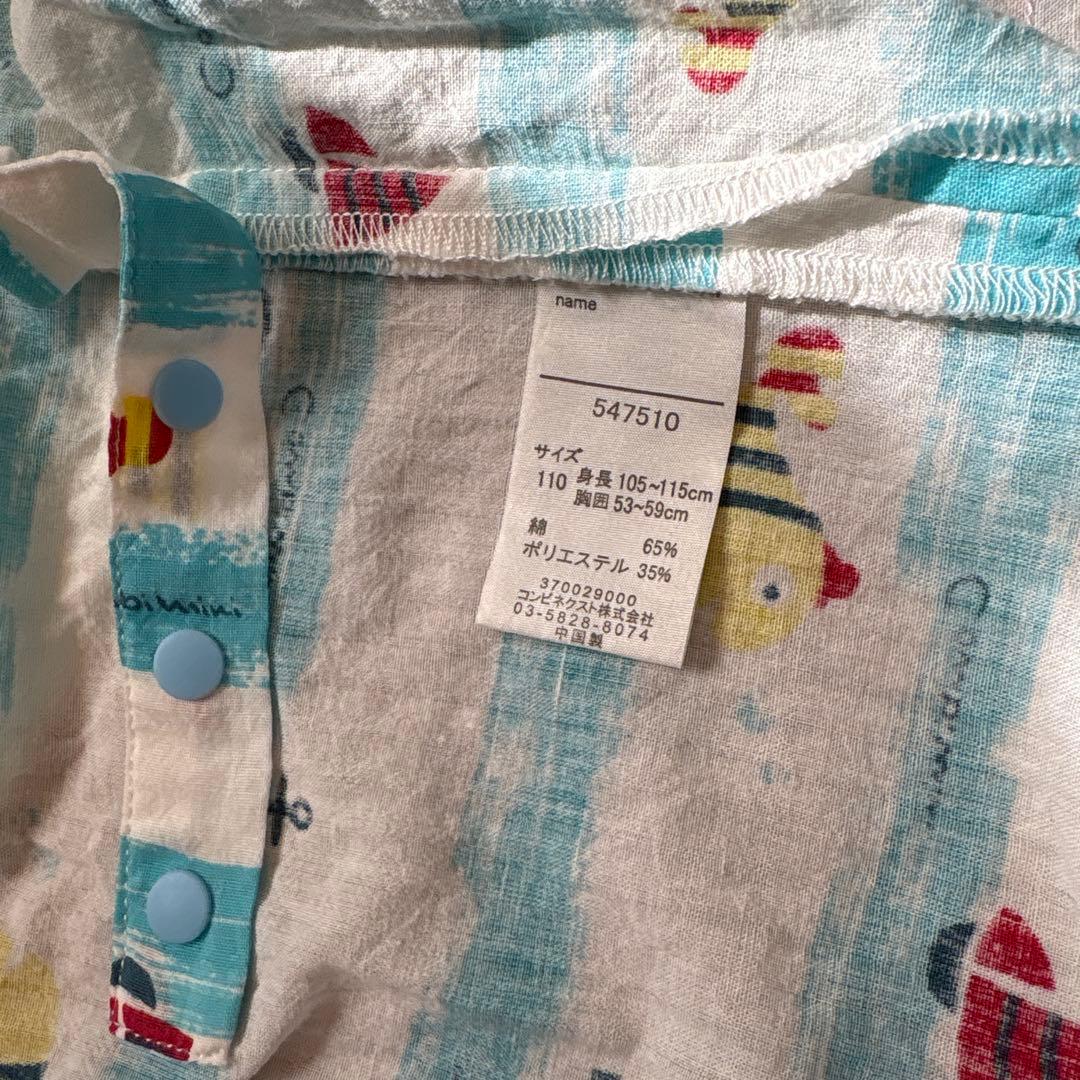 name
547510
サイズ
110 身長 105~115cm
胸囲 53~59cm
綿 65%
ポリエステル 35%
370029000
コンビネクスト株式会社
03-5828-8074
中国製
bimini